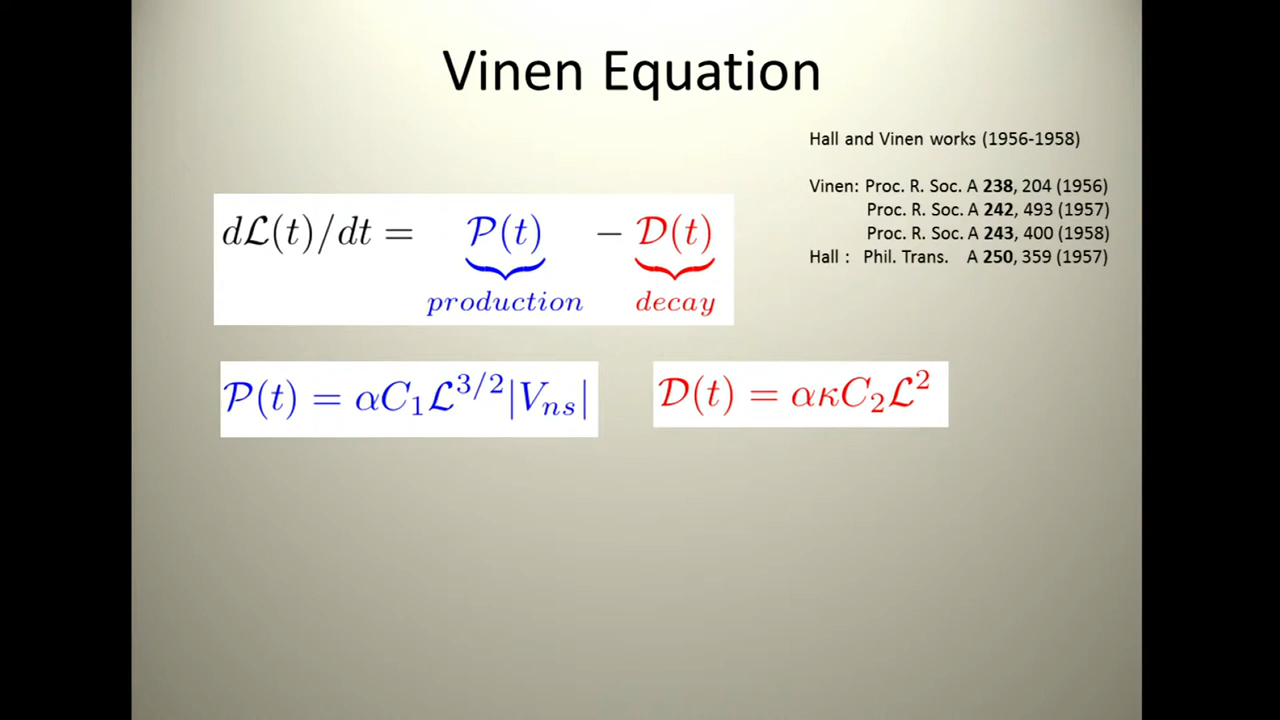 Vinen Equation
Hall and Vinen works (1956-1958)
Vinen: Proc. R. Soc. A 238, 204 (1956)
Proc. R. Soc. A 242, 493 (1957)
Proc. R. Soc. A 243, 400 (1958)
Hall : Phil. Trans. A 250, 359 (1957)
dℒ(t)/dt = 𝒫(t) − 𝒟(t)
production decay
𝒫(t) = αC₁ℒ^{3/2}|V_{ns}|
𝒟(t) = ακC₂ℒ²